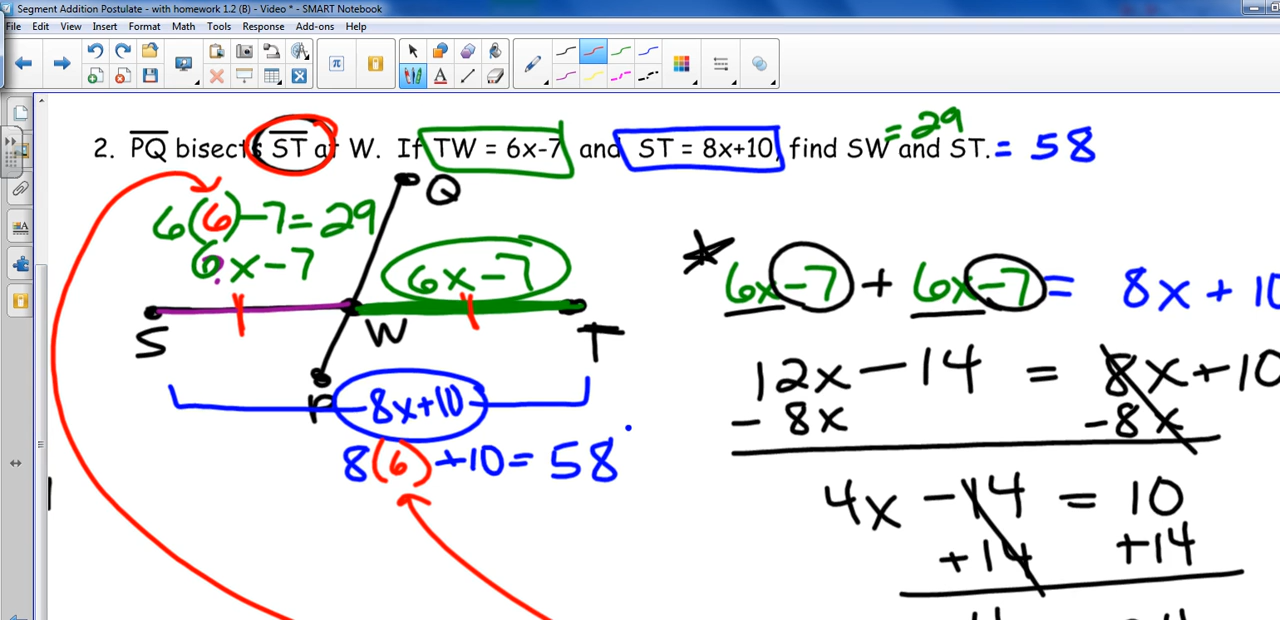 Segment Addition Postulate - with homework 1.2 (B) - Video * - SMART Notebook
File Edit View Insert Format Math Tools Response Add-ons Help
= 29
2. PQ bisects ST at W. If TW = 6x-7 and ST = 8x+10, find SW and ST. = 58
Q
6(6)-7=29
6x-7
6x-7
6x-7 + 6x-7 = 8x+10
S W T
12x-14 = 8x+10
P
8x+10
-8x -8x
8(6)+10=58
4x-14 = 10
+14 +14